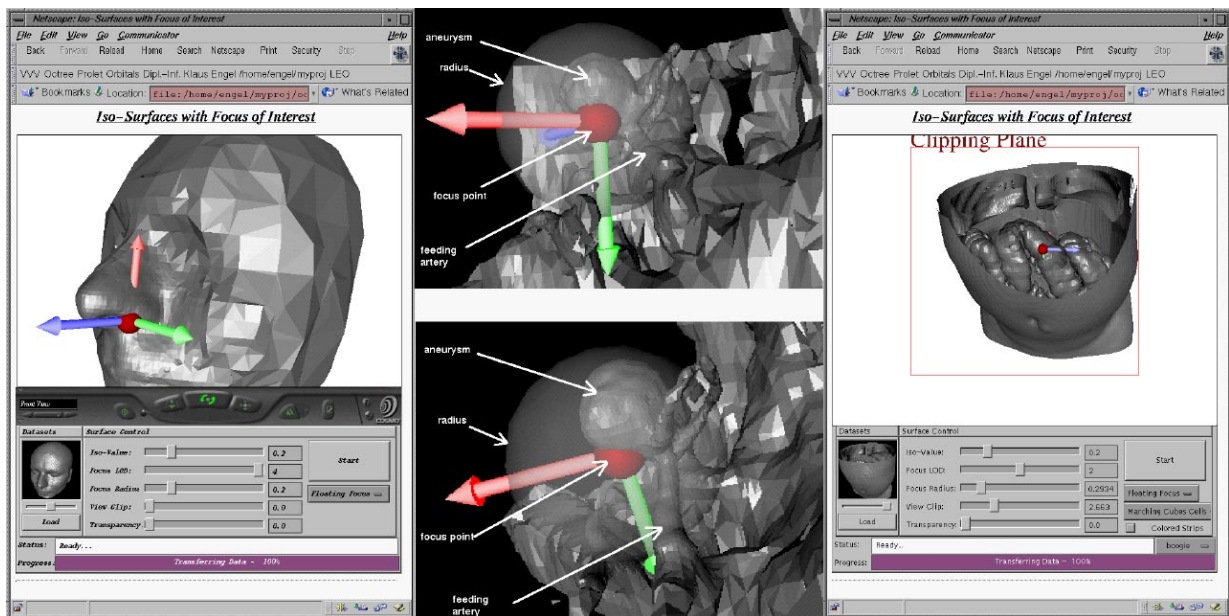 Netscape: Iso-Surfaces with Focus of Interest
File Edit View Go Communicator Help
Back Forward Reload Home Search Netscape Print Security Stop
VVV Octree Prolet Orbitals Dipl.-Inf. Klaus Engel /home/engel/myproj LEO
Bookmarks Location: file:/home/engel/myproj/oc What's Related
Iso-Surfaces with Focus of Interest
Front View
COSMO
Datasets Surface Control
Iso-Value: 0.2
Focus LOD: 4
Start
Focus Radius 0.2
Floating Focus
View Clip: 0.0
Load
Transparency 0.0
Status: Ready...
Progress: Transferring Data - 100%
aneurysm
radius
focus point
feeding
artery
aneurysm
radius
focus point
feeding
artery
Netscape: Iso-Surfaces with Focus of Interest
File Edit View Go Communicator Help
Back Forward Reload Home Search Netscape Print Security Stop
VVV Octree Prolet Orbitals Dipl.-Inf. Klaus Engel /home/engel/myproj LEO
Bookmarks Location: file:/home/engel/myproj/oc What's Related
Iso-Surfaces with Focus of Interest
Clipping Plane
Datasets Surface Control
Iso-Value: 0.2
Focus LOD: 2
Start
Focus Radius: 0.2934
Floating Focus
View Clip: 2.663
Marching Cubes Cells
Load
Transparency: 0.0
Colored Strips
Status: Ready..
boogie
Progress: Transferring Data - 100%